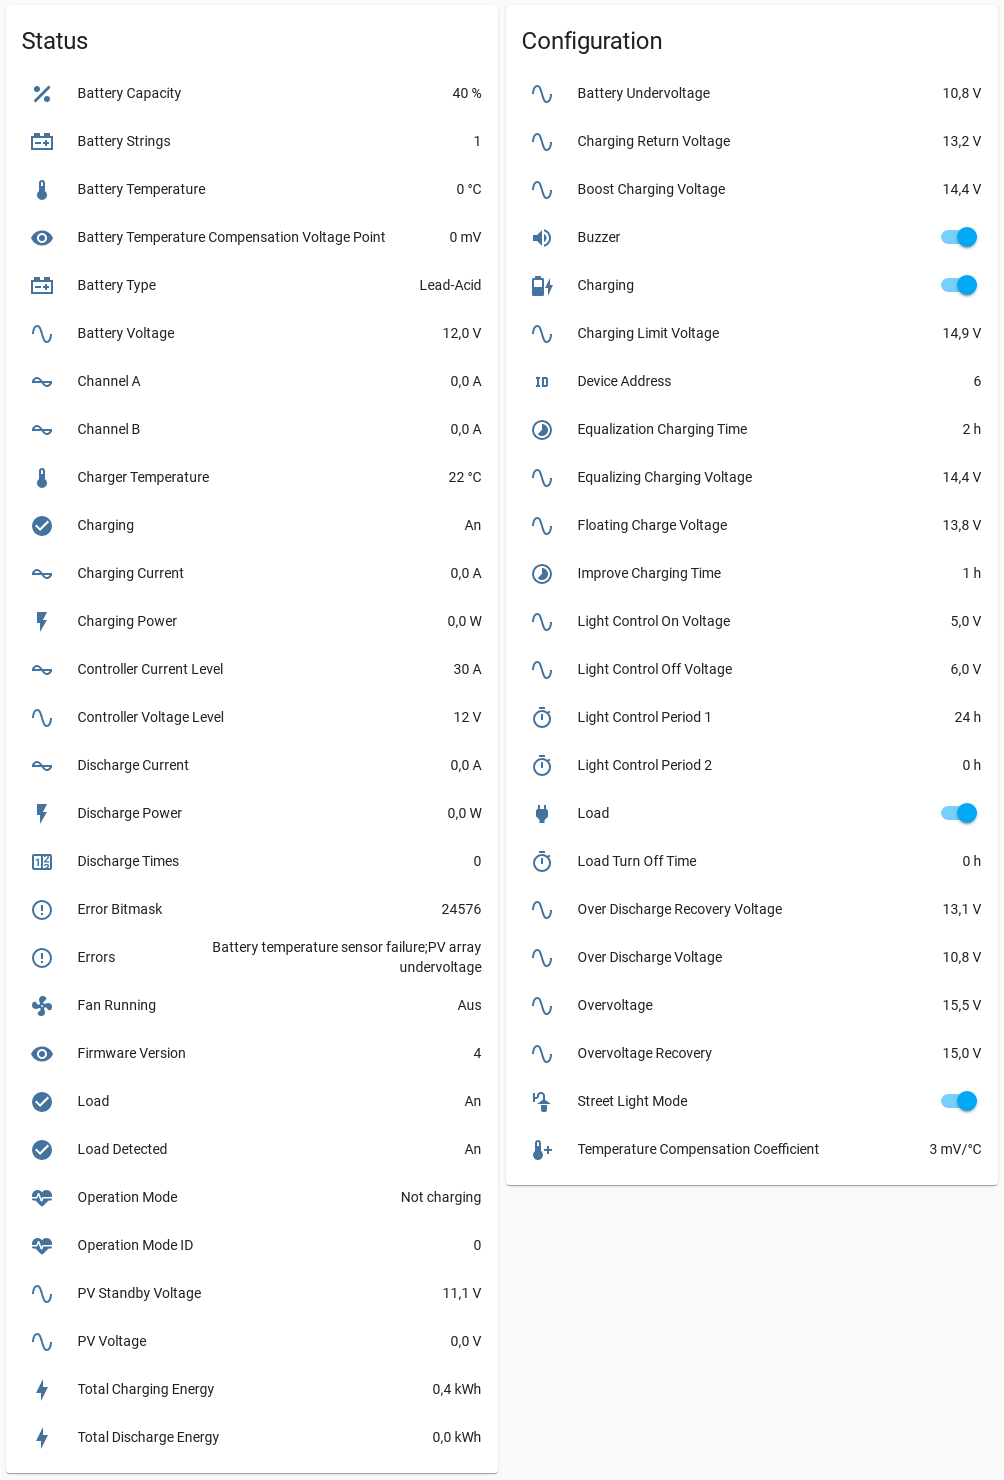 Status
Battery Capacity 40 %
Battery Strings 1
Battery Temperature 0 °C
Battery Temperature Compensation Voltage Point 0 mV
Battery Type Lead-Acid
Battery Voltage 12,0 V
Channel A 0,0 A
Channel B 0,0 A
Charger Temperature 22 °C
Charging An
Charging Current 0,0 A
Charging Power 0,0 W
Controller Current Level 30 A
Controller Voltage Level 12 V
Discharge Current 0,0 A
Discharge Power 0,0 W
Discharge Times 0
Error Bitmask 24576
Errors Battery temperature sensor failure;PV array
undervoltage
Fan Running Aus
Firmware Version 4
Load An
Load Detected An
Operation Mode Not charging
Operation Mode ID 0
PV Standby Voltage 11,1 V
PV Voltage 0,0 V
Total Charging Energy 0,4 kWh
Total Discharge Energy 0,0 kWh
Configuration
Battery Undervoltage 10,8 V
Charging Return Voltage 13,2 V
Boost Charging Voltage 14,4 V
Buzzer
Charging
Charging Limit Voltage 14,9 V
ID Device Address 6
Equalization Charging Time 2 h
Equalizing Charging Voltage 14,4 V
Floating Charge Voltage 13,8 V
Improve Charging Time 1 h
Light Control On Voltage 5,0 V
Light Control Off Voltage 6,0 V
Light Control Period 1 24 h
Light Control Period 2 0 h
Load
Load Turn Off Time 0 h
Over Discharge Recovery Voltage 13,1 V
Over Discharge Voltage 10,8 V
Overvoltage 15,5 V
Overvoltage Recovery 15,0 V
Street Light Mode
Temperature Compensation Coefficient 3 mV/°C